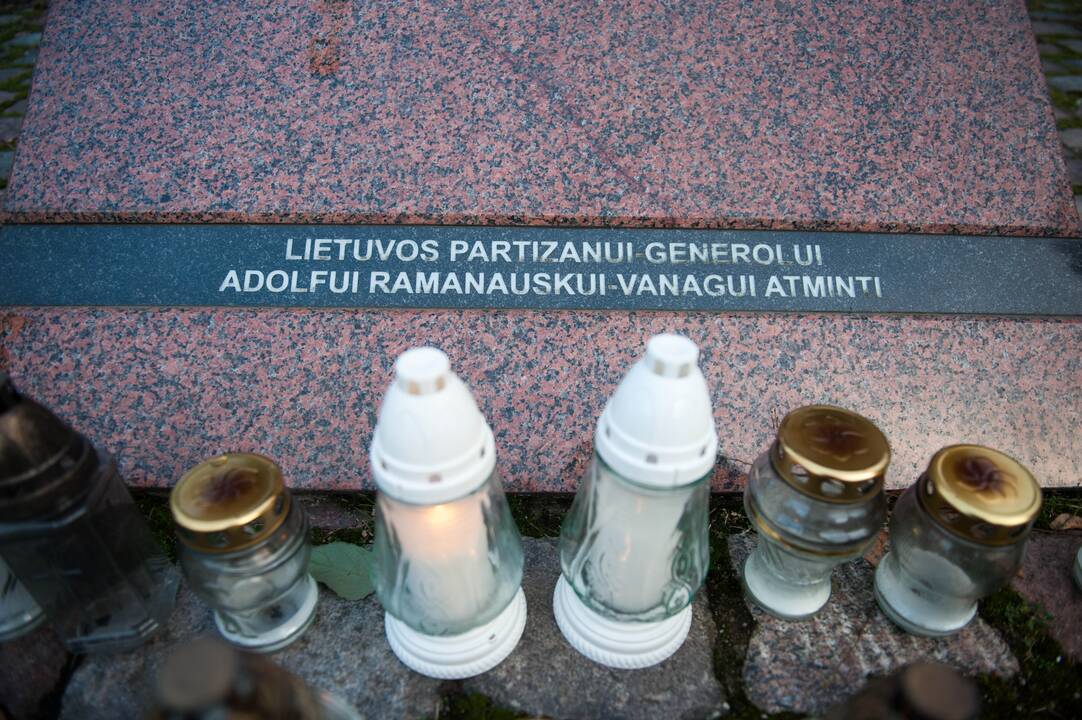 LIETUVOS PARTIZANUI-GENEROLUI
ADOLFUI RAMANAUSKUI-VANAGUI ATMINTI